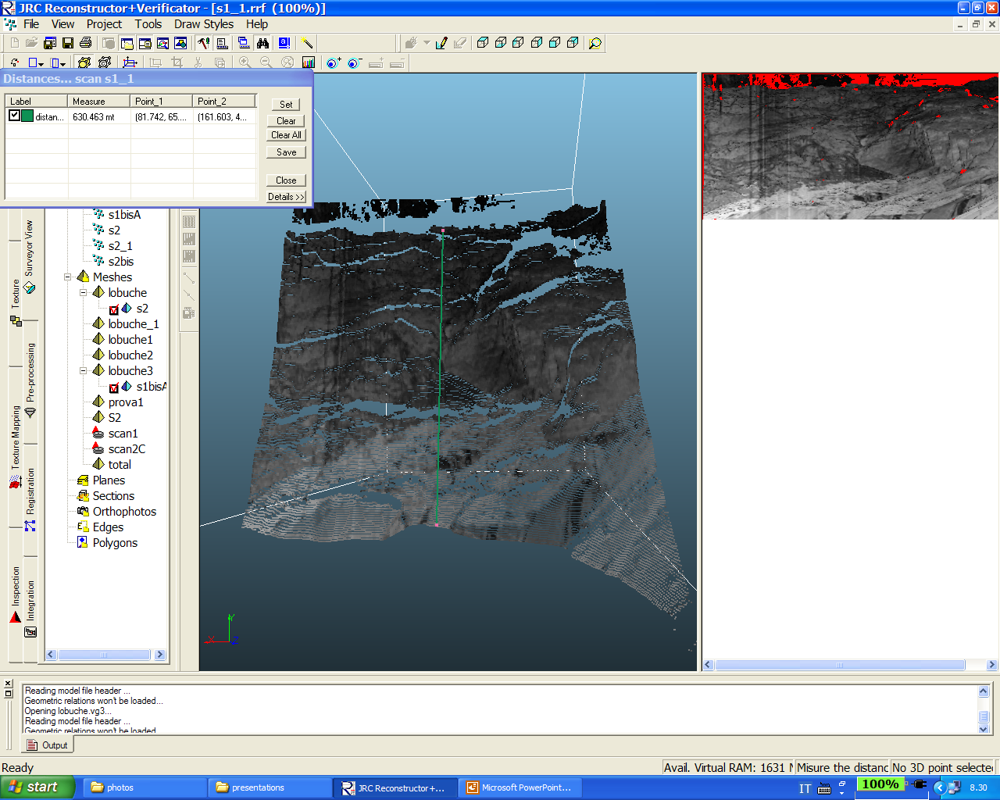 JRC Reconstructor+Verificator - [s1_1.rrf (100%)]
File View Project Tools Draw Styles Help
Distances... scan s1_1
Label Measure Point_1 Point_2
distan... 630.463 mt (81.742, 65.... (161.603, 4...
Set
Clear
Clear All
Save
Close
Details >>
Surveyor View
Texture
Pre-processing
Texture Mapping
Registration
Inspection
Integration
s1bisA
s2
s2_1
s2bis
Meshes
lobuche
s2
lobuche_1
lobuche1
lobuche2
lobuche3
s1bisA
prova1
S2
scan1
scan2C
total
Planes
Sections
Orthophotos
Edges
Polygons
Y
X
Z
Reading model file header ...
Geometric relations won't be loaded...
Opening lobuche.vg3...
Reading model file header ...
Geometric relations won't be loaded
Output
Ready
Avail. Virtual RAM: 1631 M
Misure the distanc
No 3D point selected
start
photos
presentations
JRC Reconstructor+...
Microsoft PowerPoint...
IT
100%
8.30